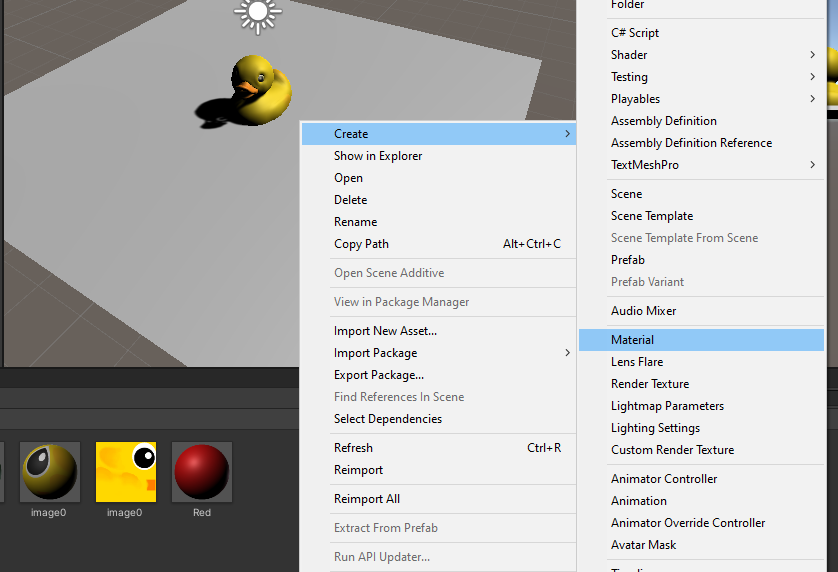 Create
Show in Explorer
Open
Delete
Rename
Copy Path Alt+Ctrl+C
Open Scene Additive
View in Package Manager
Import New Asset...
Import Package
Export Package...
Find References In Scene
Select Dependencies
Refresh Ctrl+R
Reimport
Reimport All
Extract From Prefab
Run API Updater...
Folder
C# Script
Shader
Testing
Playables
Assembly Definition
Assembly Definition Reference
TextMeshPro
Scene
Scene Template
Scene Template From Scene
Prefab
Prefab Variant
Audio Mixer
Material
Lens Flare
Render Texture
Lightmap Parameters
Lighting Settings
Custom Render Texture
Animator Controller
Animation
Animator Override Controller
Avatar Mask
image0
image0
Red